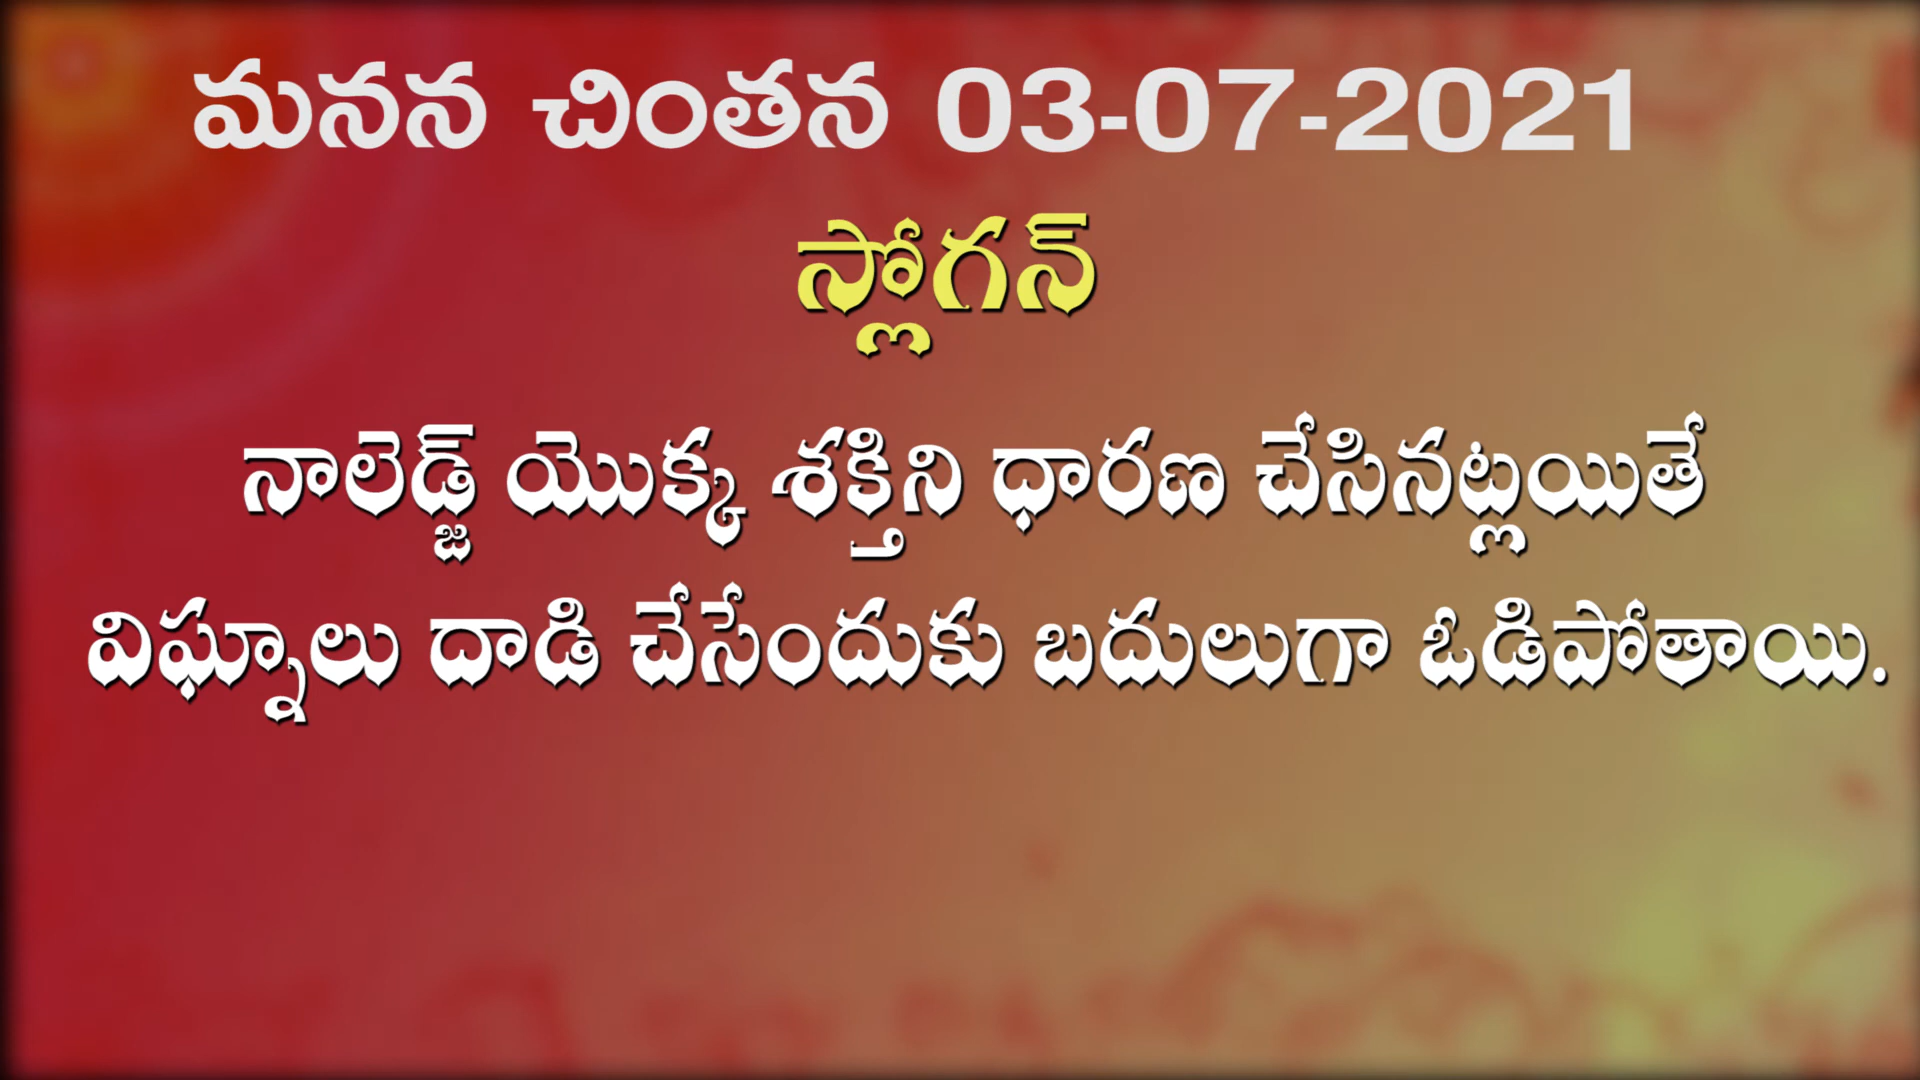 మనన చింతన 03-07-2021
స్లోగన్
నాలెడ్జ్ యొక్క శక్తిని ధారణ చేసినట్లయితే
విఘ్నాలు దాడి చేసేందుకు బదులుగా ఓడిపోతాయి.